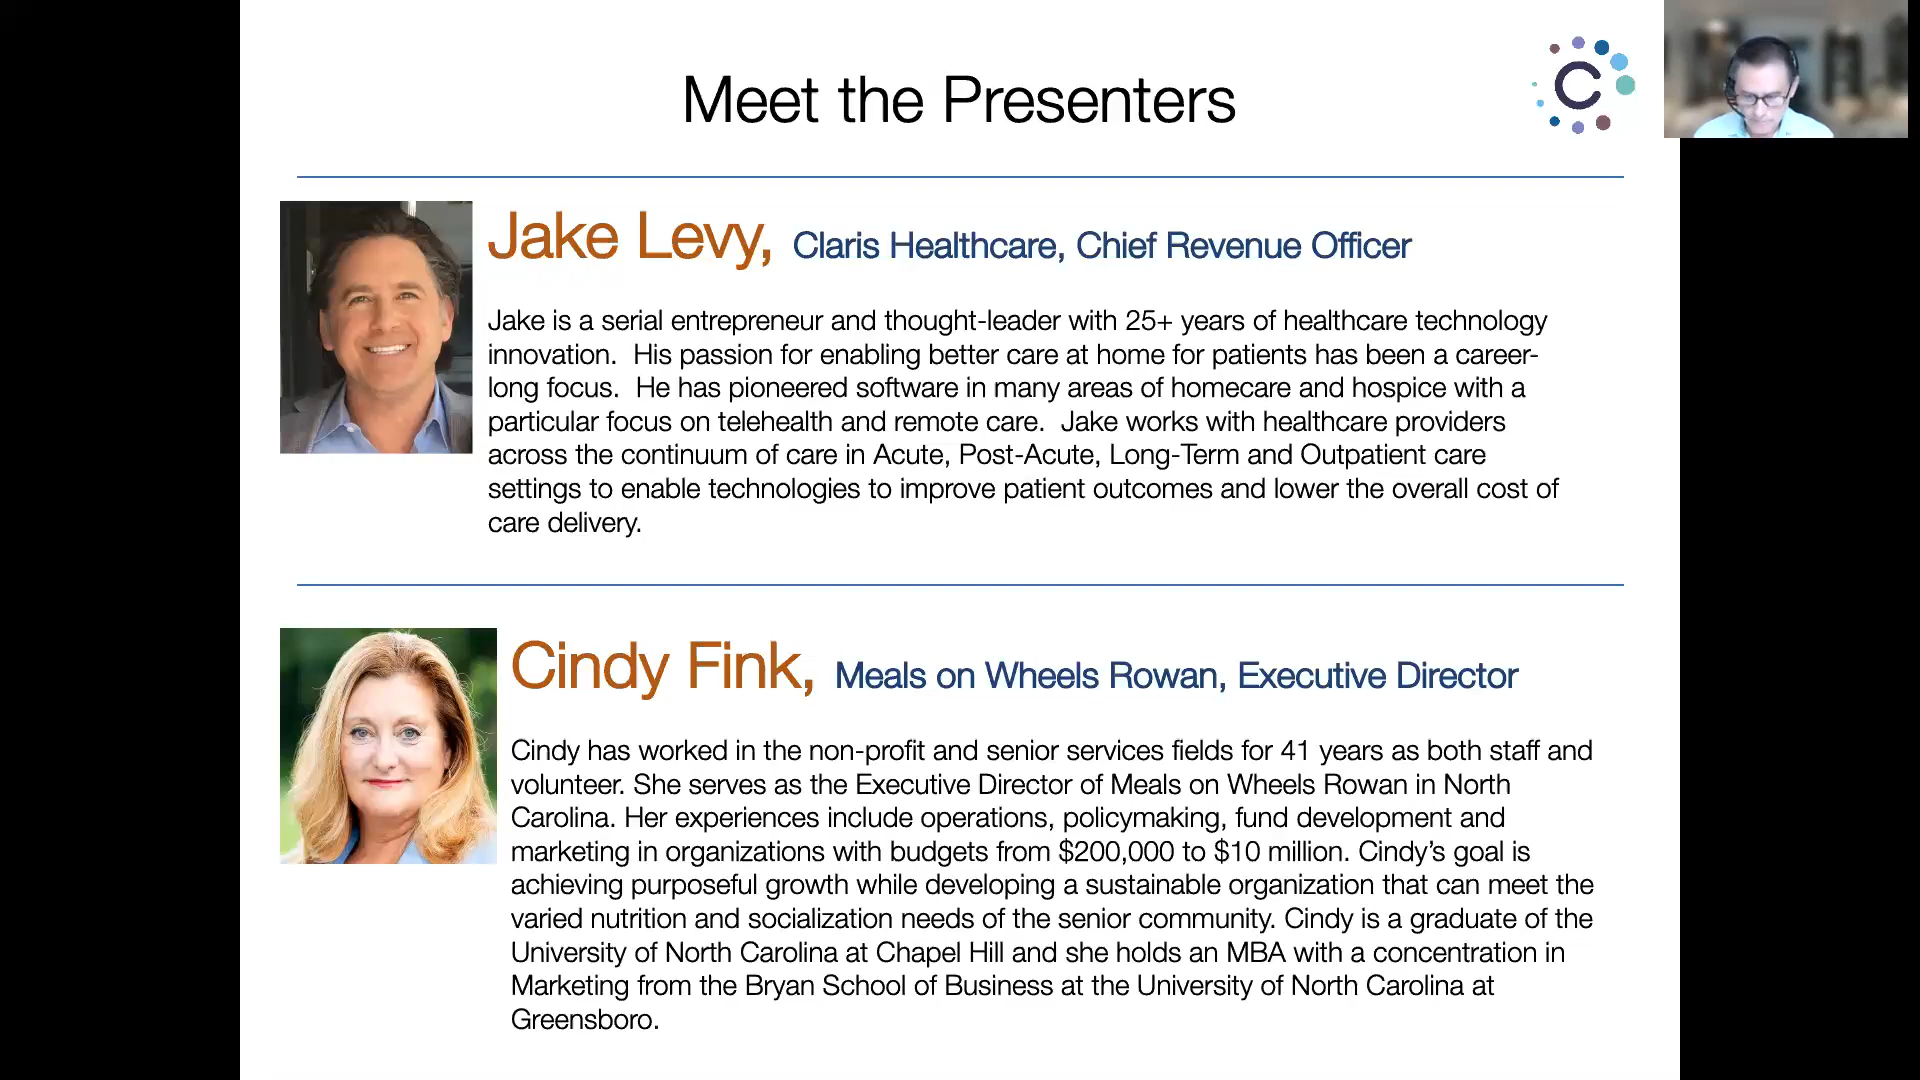 Meet the Presenters
C
Jake Levy, Claris Healthcare, Chief Revenue Officer
Jake is a serial entrepreneur and thought-leader with 25+ years of healthcare technology
innovation.  His passion for enabling better care at home for patients has been a career-
long focus.  He has pioneered software in many areas of homecare and hospice with a
particular focus on telehealth and remote care.  Jake works with healthcare providers
across the continuum of care in Acute, Post-Acute, Long-Term and Outpatient care
settings to enable technologies to improve patient outcomes and lower the overall cost of
care delivery.
Cindy Fink, Meals on Wheels Rowan, Executive Director
Cindy has worked in the non-profit and senior services fields for 41 years as both staff and
volunteer. She serves as the Executive Director of Meals on Wheels Rowan in North
Carolina. Her experiences include operations, policymaking, fund development and
marketing in organizations with budgets from $200,000 to $10 million. Cindy’s goal is
achieving purposeful growth while developing a sustainable organization that can meet the
varied nutrition and socialization needs of the senior community. Cindy is a graduate of the
University of North Carolina at Chapel Hill and she holds an MBA with a concentration in
Marketing from the Bryan School of Business at the University of North Carolina at
Greensboro.